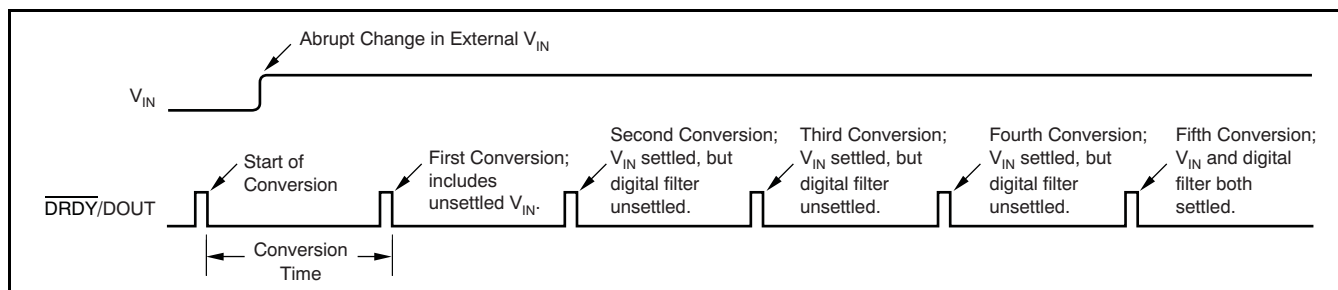 Abrupt Change in External V_IN
V_IN
Start of
Conversion
First Conversion;
includes
unsettled V_IN.
Second Conversion;
V_IN settled, but
digital filter
unsettled.
Third Conversion;
V_IN settled, but
digital filter
unsettled.
Fourth Conversion;
V_IN settled, but
digital filter
unsettled.
Fifth Conversion;
V_IN and digital
filter both
settled.
D̅R̅D̅Y̅/DOUT
Conversion
Time